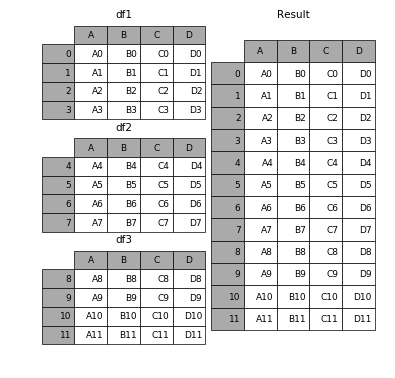 df1
A B C D
0 A0 B0 C0 D0
1 A1 B1 C1 D1
2 A2 B2 C2 D2
3 A3 B3 C3 D3
df2
A B C D
4 A4 B4 C4 D4
5 A5 B5 C5 D5
6 A6 B6 C6 D6
7 A7 B7 C7 D7
df3
A B C D
8 A8 B8 C8 D8
9 A9 B9 C9 D9
10 A10 B10 C10 D10
11 A11 B11 C11 D11
Result
A B C D
0 A0 B0 C0 D0
1 A1 B1 C1 D1
2 A2 B2 C2 D2
3 A3 B3 C3 D3
4 A4 B4 C4 D4
5 A5 B5 C5 D5
6 A6 B6 C6 D6
7 A7 B7 C7 D7
8 A8 B8 C8 D8
9 A9 B9 C9 D9
10 A10 B10 C10 D10
11 A11 B11 C11 D11